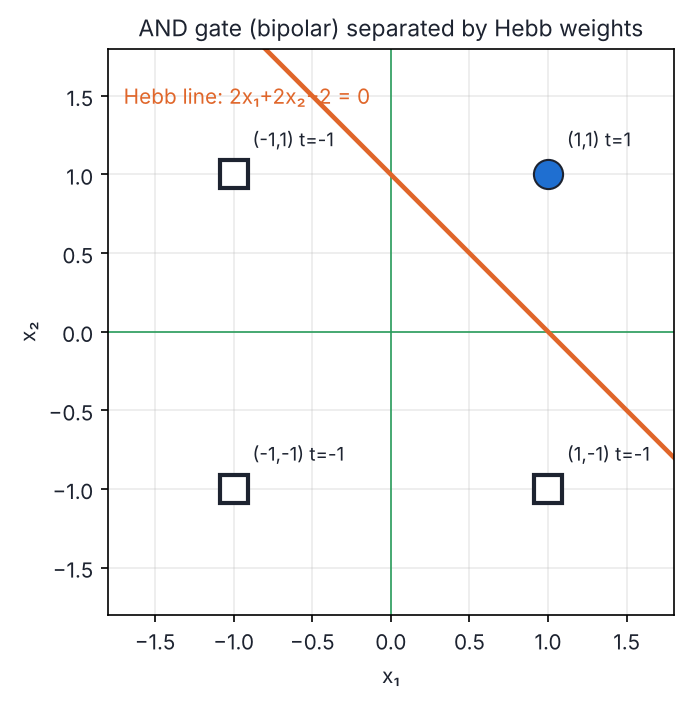 AND gate (bipolar) separated by Hebb weights
1.5
Hebb line: 2x₁+2x₂-2 = 0
(-1,1) t=-1
(1,1) t=1
1.0
0.5
x₂
0.0
−0.5
(-1,-1) t=-1
(1,-1) t=-1
−1.0
−1.5
−1.5 −1.0 −0.5 0.0 0.5 1.0 1.5
x₁